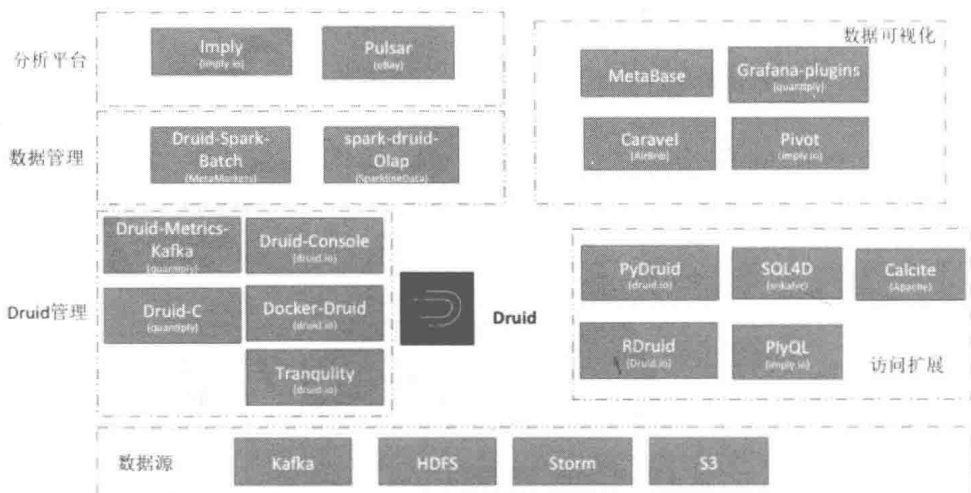 分析平台
Imply
(imply.io)
Pulsar
(eBay)
数据可视化
MetaBase
Grafana-plugins
(quantiply)
Caravel
(AirBnb)
Pivot
(imply.io)
数据管理
Druid-Spark-
Batch
(MetaMarkets)
spark-druid-
Olap
(SparklineData)
Druid管理
Druid-Metrics-
Kafka
(quantiply)
Druid-Console
(druid.io)
Druid-C
(quantiply)
Docker-Druid
(druid.io)
Tranqulity
(druid.io)
Druid
PyDruid
(druid.io)
SQL4D
(srikalyc)
Calcite
(Apache)
RDruid
(Druid.io)
PlyQL
(imply.io)
访问扩展
数据源
Kafka
HDFS
Storm
S3